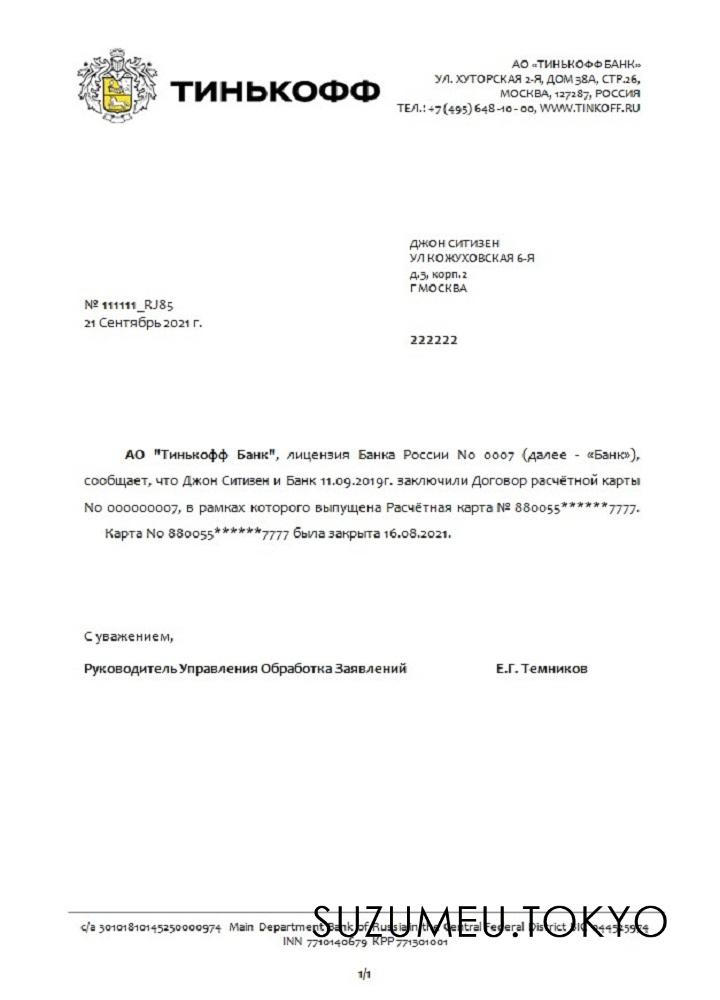 ТИНЬКОФФ
АО «ТИНЬКОФФ БАНК»
УЛ. ХУТОРСКАЯ 2-Я, ДОМ 38А, СТР.26,
МОСКВА, 127287, РОССИЯ
ТЕЛ.: +7 (495) 648 -10 - 00, WWW.TINKOFF.RU
ДЖОН СИТИЗЕН
УЛ КОЖУХОВСКАЯ 6-Я
д.3, корп.2
Г МОСКВА
№ 111111_RJ85
21 Сентябрь 2021 г.
222222
АО "Тинькофф Банк", лицензия Банка России No 0007 (далее - «Банк»),
сообщает, что Джон Ситизен и Банк 11.09.2019г. заключили Договор расчётной карты
No 000000007, в рамках которого выпущена Расчётная карта № 880055******7777.
Карта No 880055******7777 была закрыта 16.08.2021.
С уважением,
Руководитель Управления Обработка Заявлений Е.Г. Темников
SUZUMEU.TOKYO
c/a 30101810145250000974 Main Department Bank of Russia in the Central Federal District BIC 044525974
INN 7710140679 KPP 771301001
1/1